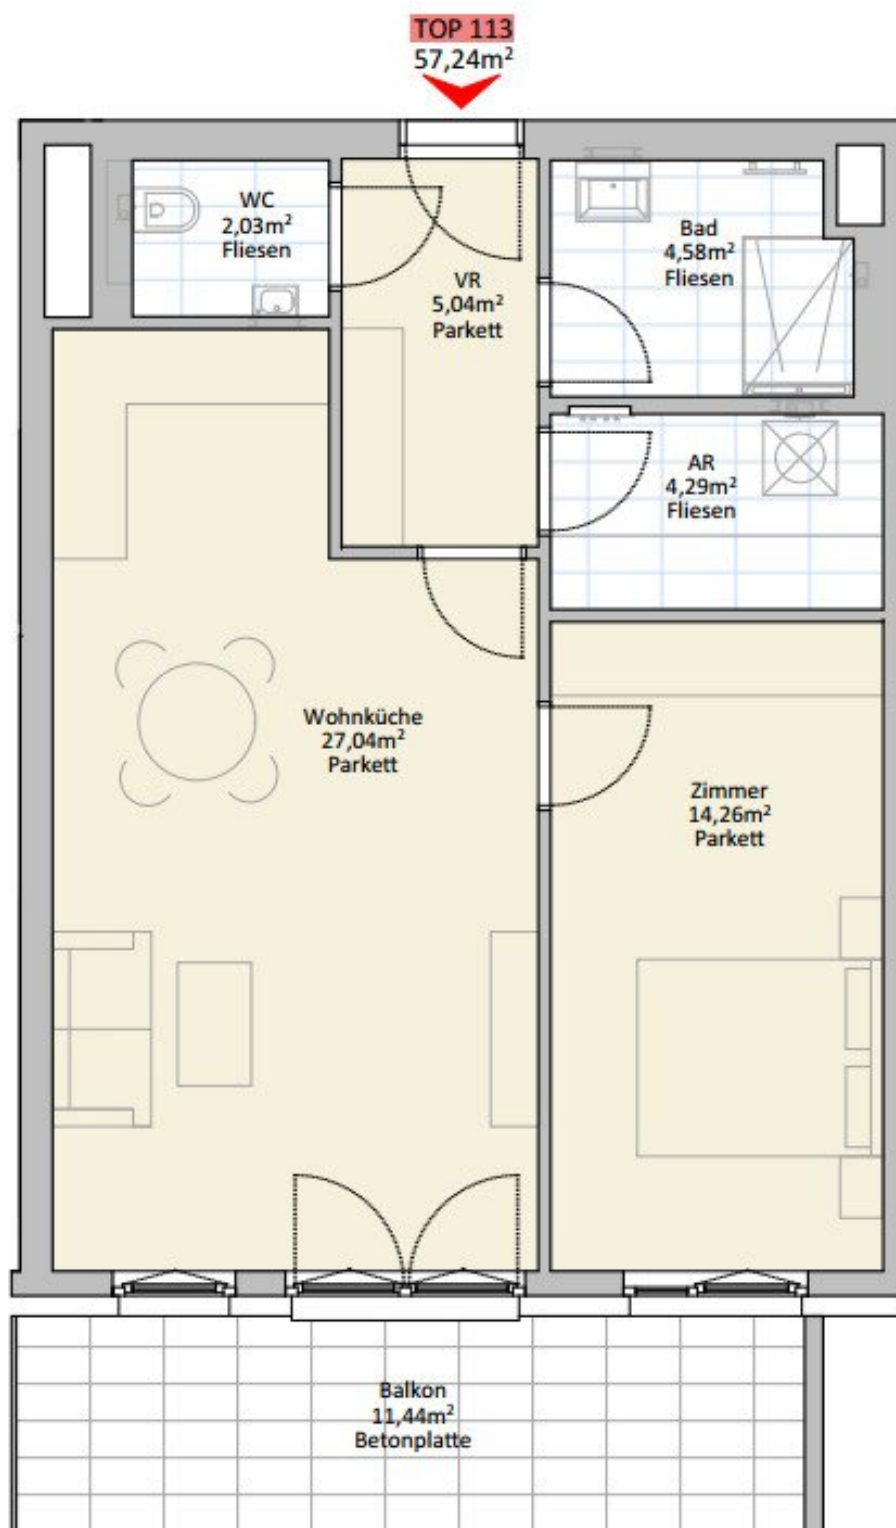 TOP 113
57,24m²
WC
2,03m²
Fliesen
VR
5,04m²
Parkett
Bad
4,58m²
Fliesen
AR
4,29m²
Fliesen
Wohnküche
27,04m²
Parkett
Zimmer
14,26m²
Parkett
Balkon
11,44m²
Betonplatte